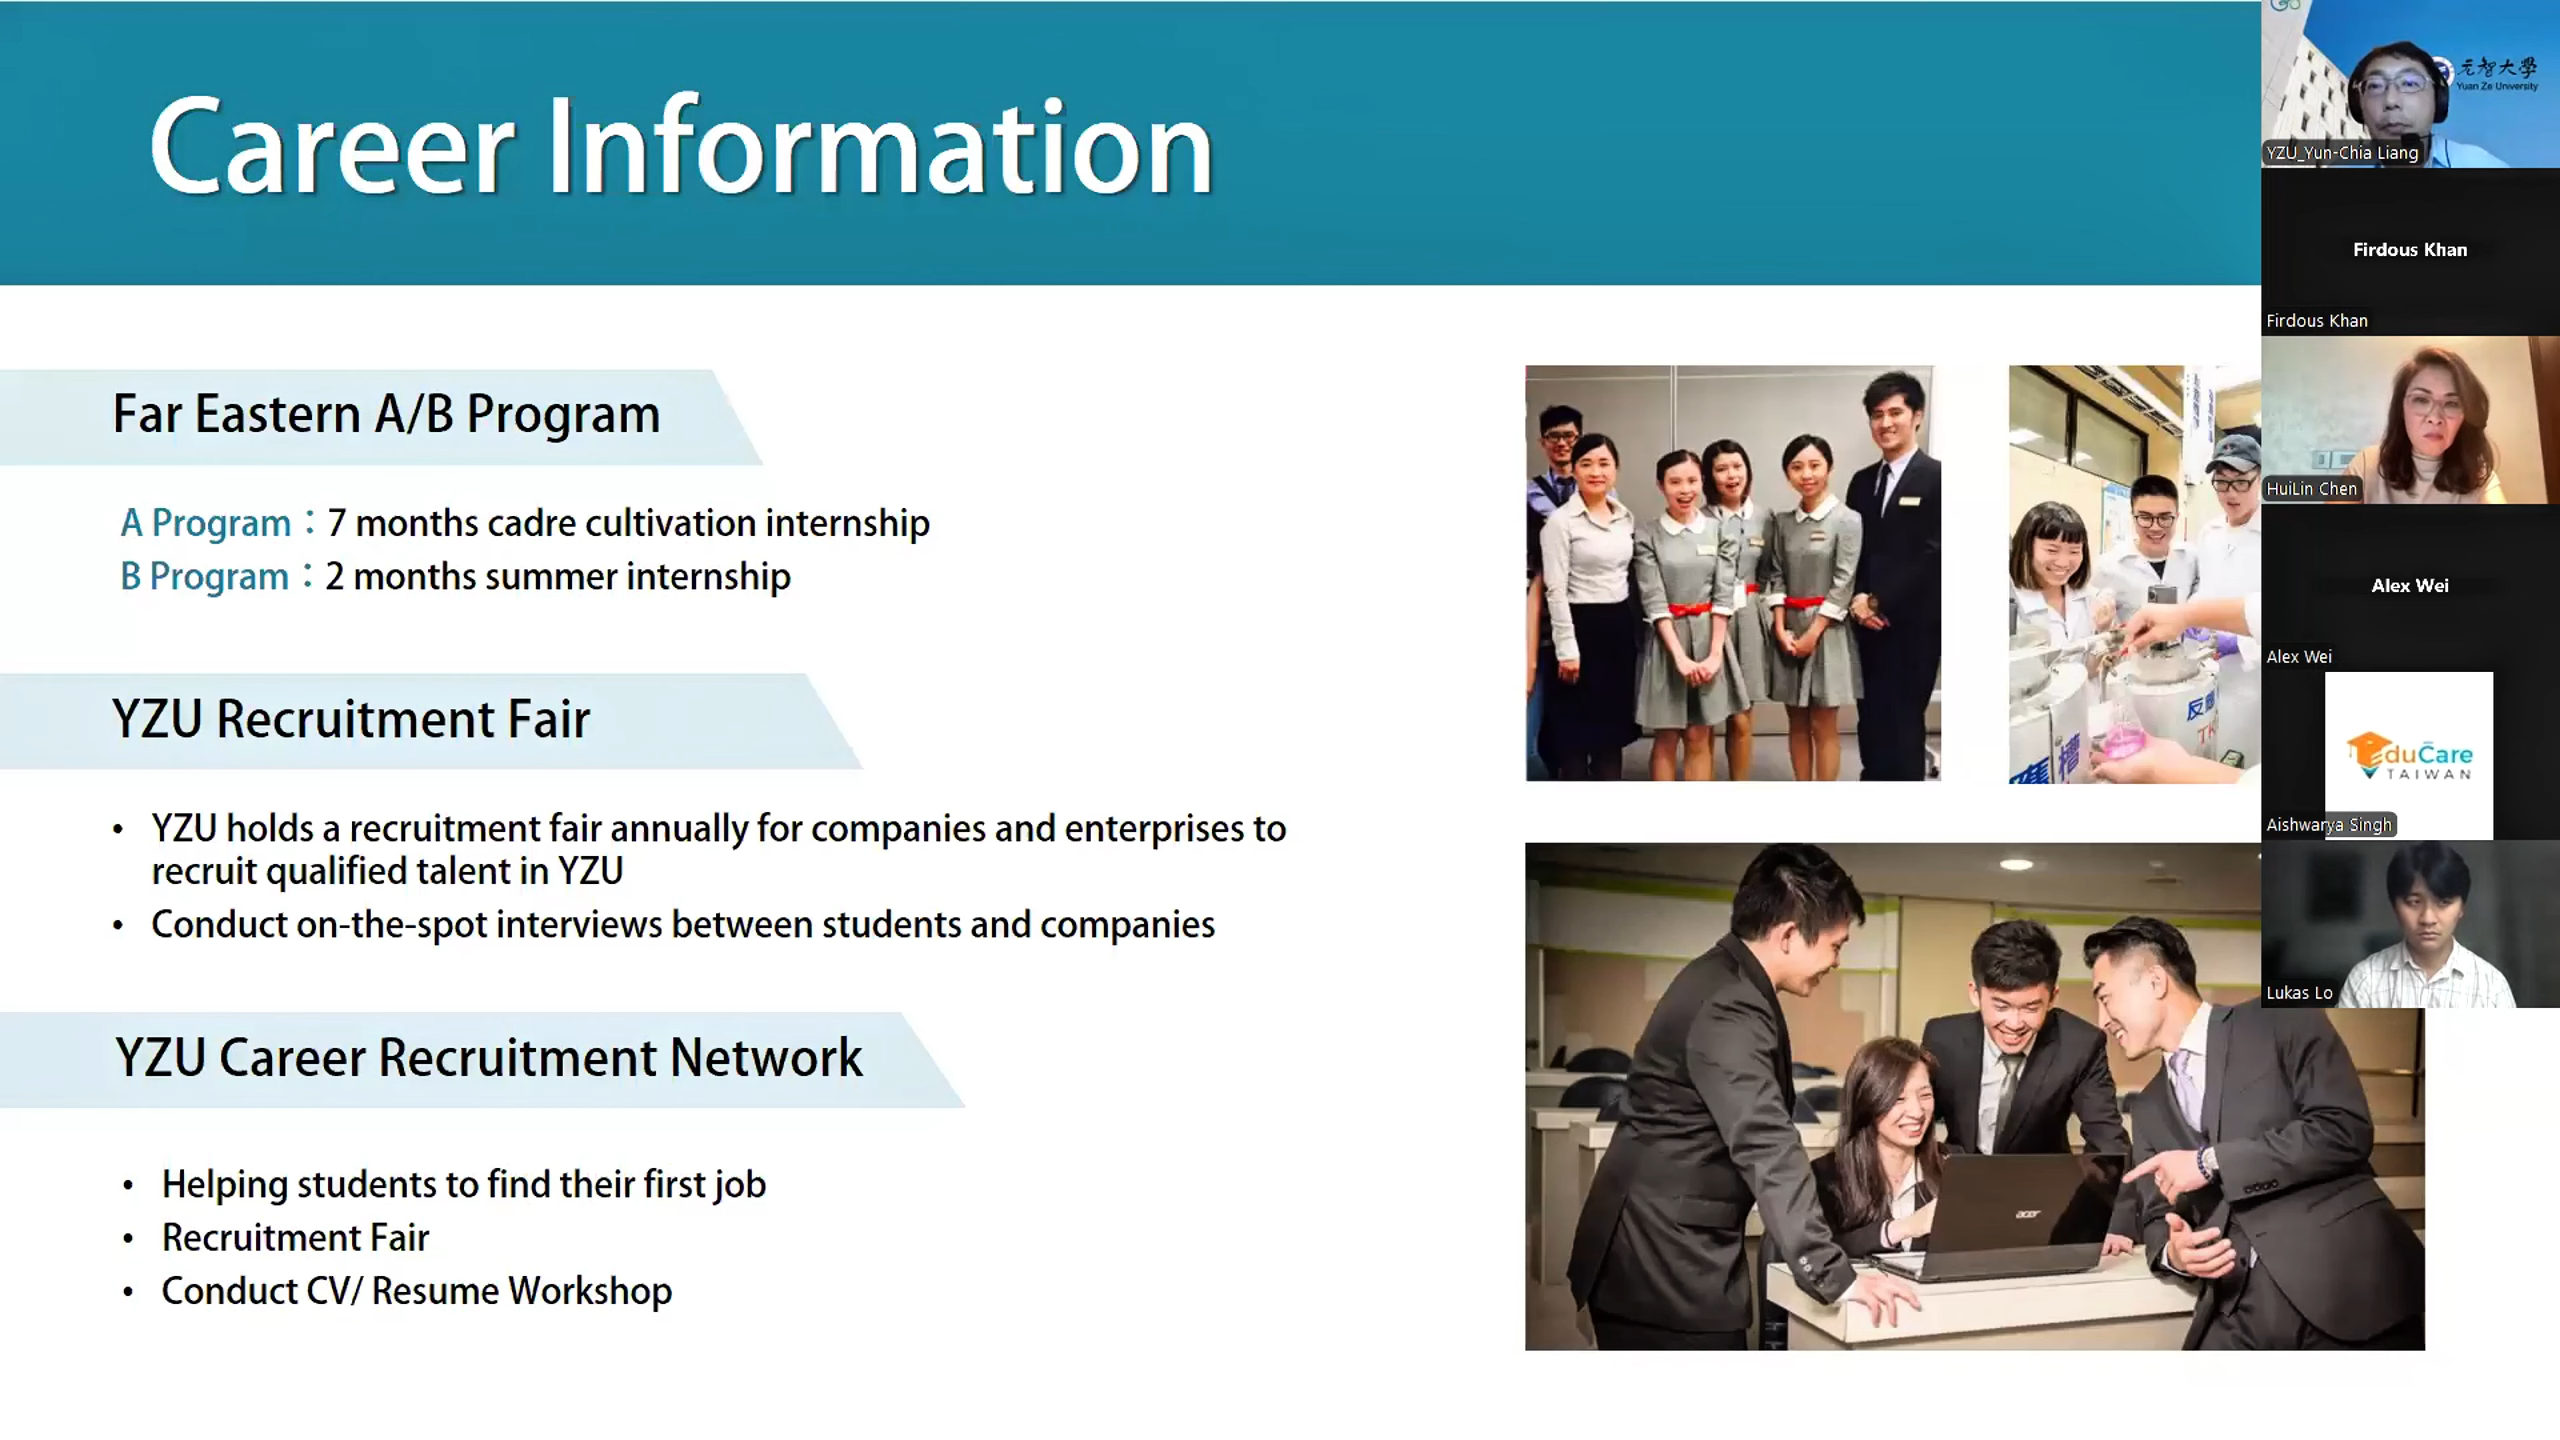 Career Information
Far Eastern A/B Program
A Program：7 months cadre cultivation internship
B Program：2 months summer internship
YZU Recruitment Fair
• YZU holds a recruitment fair annually for companies and enterprises to
recruit qualified talent in YZU
• Conduct on-the-spot interviews between students and companies
YZU Career Recruitment Network
• Helping students to find their first job
• Recruitment Fair
• Conduct CV/ Resume Workshop
acer
元智大學
Yuan Ze University
YZU_Yun-Chia Liang
Firdous Khan
Firdous Khan
HuiLin Chen
Alex Wei
Alex Wei
EduCare
TAIWAN
Aishwarya Singh
Lukas Lo